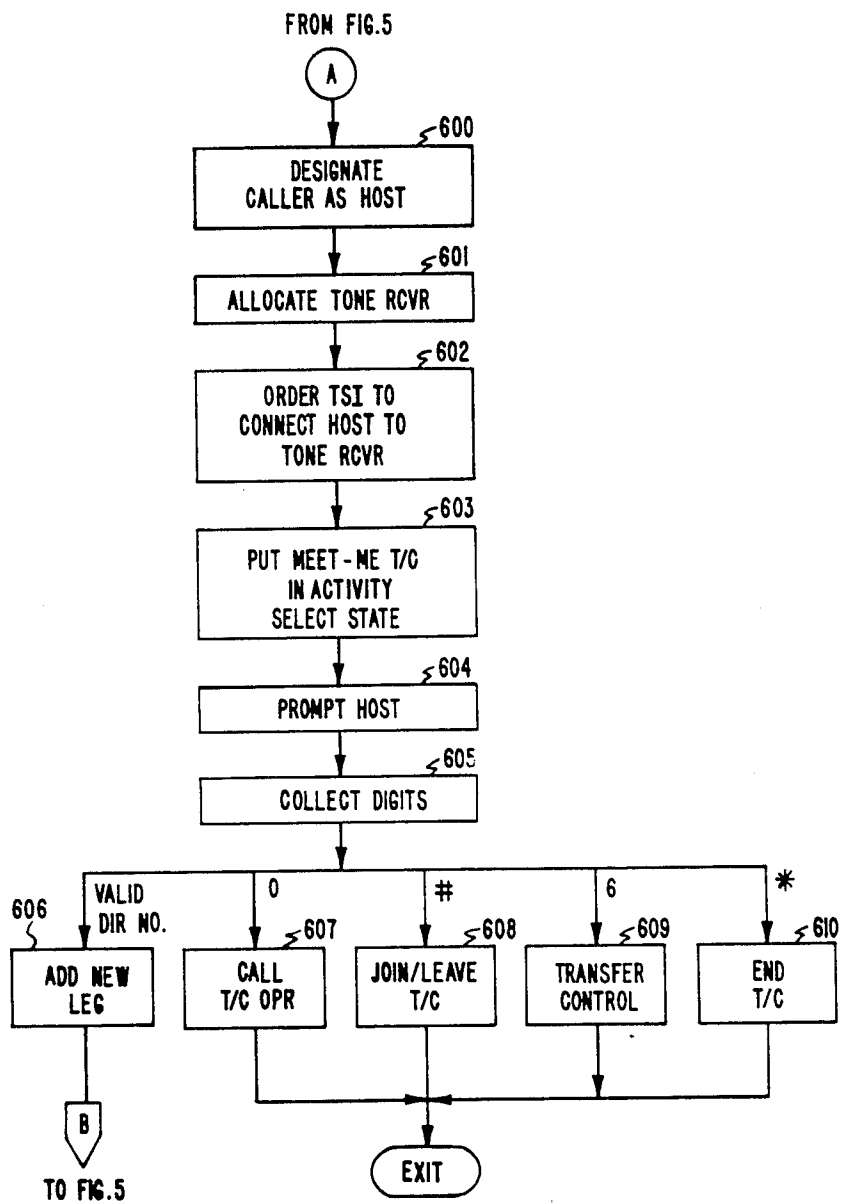 FROM FIG.5
A
600
DESIGNATE
CALLER AS HOST
601
ALLOCATE TONE RCVR
602
ORDER TSI TO
CONNECT HOST TO
TONE RCVR
603
PUT MEET-ME T/C
IN ACTIVITY
SELECT STATE
604
PROMPT HOST
605
COLLECT DIGITS
606
VALID
DIR NO.
ADD NEW
LEG
0
607
CALL
T/C OPR
#
608
JOIN/LEAVE
T/C
6
609
TRANSFER
CONTROL
*
610
END
T/C
B
TO FIG.5
EXIT